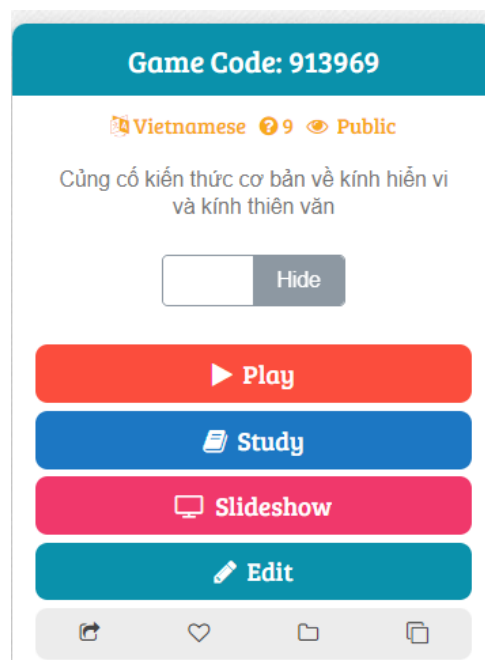 Game Code: 913969
Vietnamese 9 Public
Củng cố kiến thức cơ bản về kính hiển vi
và kính thiên văn
Hide
Play
Study
Slideshow
Edit